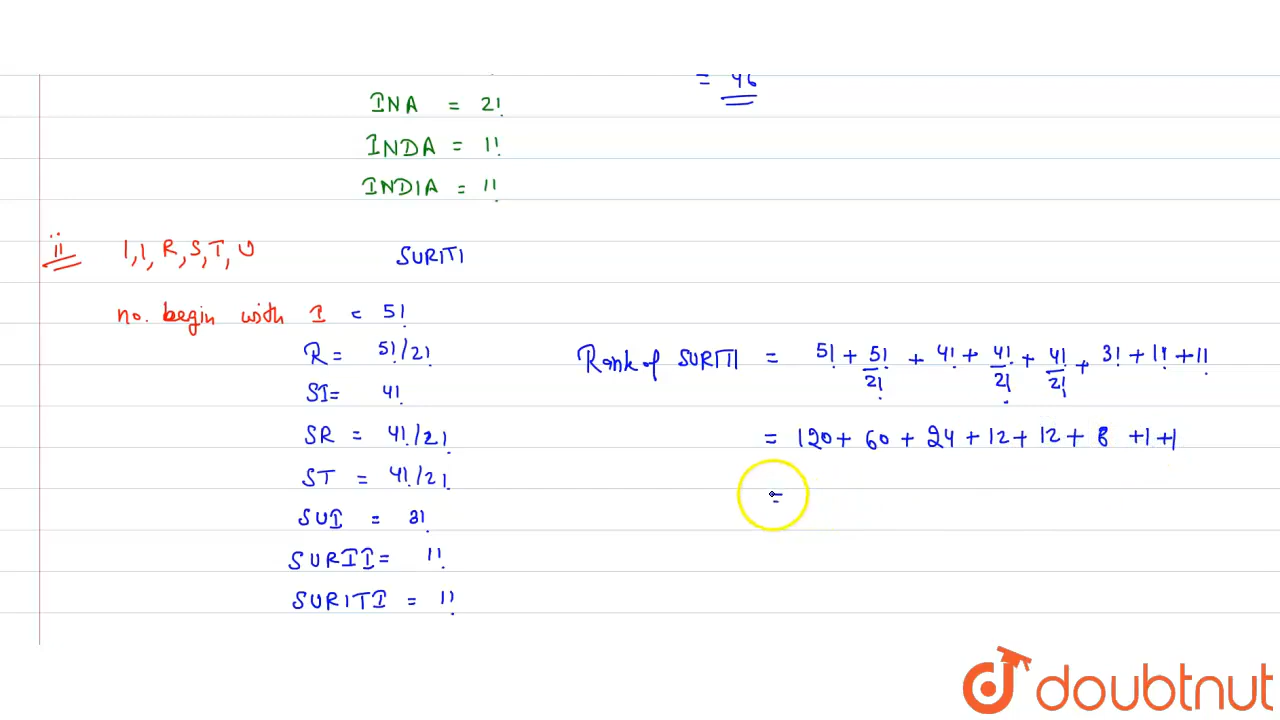 = 46
INA = 2!
INDA = 1!
INDIA = 1!
ii 1, 1, R, S, T, U SURITI
no. begin with I = 5!
R = 5!/2!
SI = 4!
SR = 4!/2!
ST = 4!/2!
SUI = 3!
SURII = 1!
SURITI = 1!
Rank of SURITI = 5! + 5!/2! + 4! + 4!/2! + 4!/2! + 3! + 1! + 1!
= 120 + 60 + 24 + 12 + 12 + 8 + 1 + 1
=
doubtnut